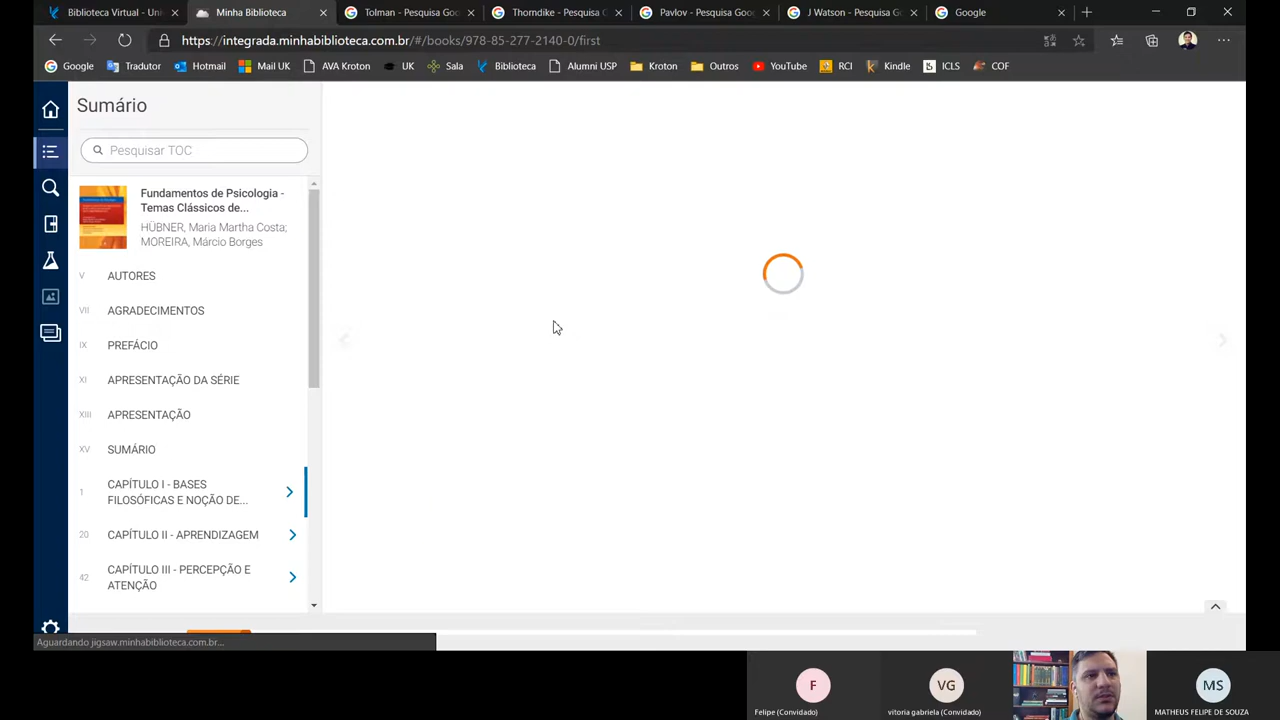 Biblioteca Virtual - Uni
Minha Biblioteca
Tolman - Pesquisa Goo
Thorndike - Pesquisa G
Pavlov - Pesquisa Goog
J Watson - Pesquisa Go
Google
https://integrada.minhabiblioteca.com.br/#/books/978-85-277-2140-0/first
Google
Tradutor
Hotmail
Mail UK
AVA Kroton
UK
Sala
Biblioteca
Alumni USP
Kroton
Outros
YouTube
RCI
Kindle
ICLS
COF
Sumário
Pesquisar TOC
Fundamentos de Psicologia -
Temas Clássicos de...
HÜBNER, Maria Martha Costa;
MOREIRA, Márcio Borges
V AUTORES
VII AGRADECIMENTOS
IX PREFÁCIO
XI APRESENTAÇÃO DA SÉRIE
XIII APRESENTAÇÃO
XV SUMÁRIO
1 CAPÍTULO I - BASES
FILOSÓFICAS E NOÇÃO DE...
20 CAPÍTULO II - APRENDIZAGEM
42 CAPÍTULO III - PERCEPÇÃO E
ATENÇÃO
Aguardando jigsaw.minhabiblioteca.com.br...
F
Felipe (Convidado)
VG
vitoria gabriela (Convidado)
MS
MATHEUS FELIPE DE SOUZA